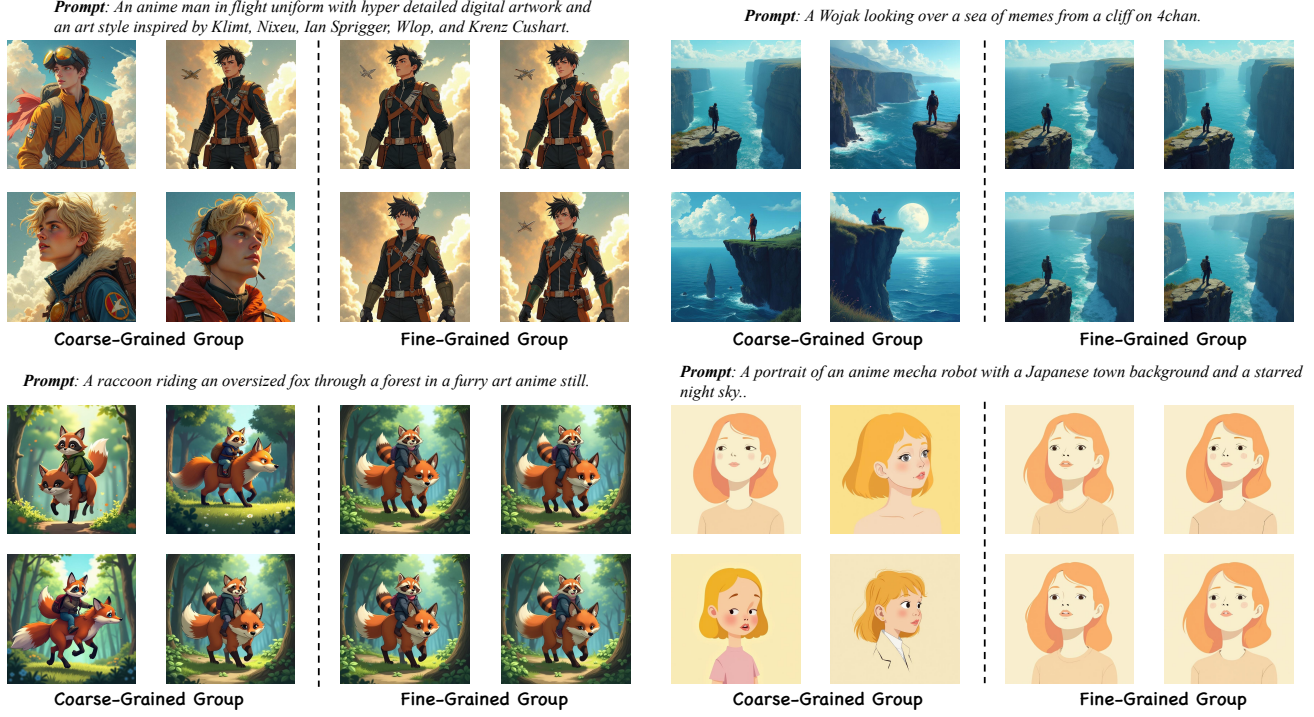 Prompt: An anime man in flight uniform with hyper detailed digital artwork and
an art style inspired by Klimt, Nixeu, Ian Sprigger, Wlop, and Krenz Cushart.
Coarse-Grained Group
Fine-Grained Group
Prompt: A Wojak looking over a sea of memes from a cliff on 4chan.
Coarse-Grained Group
Fine-Grained Group
Prompt: A raccoon riding an oversized fox through a forest in a furry art anime still.
Coarse-Grained Group
Fine-Grained Group
Prompt: A portrait of an anime mecha robot with a Japanese town background and a starred
night sky..
Coarse-Grained Group
Fine-Grained Group